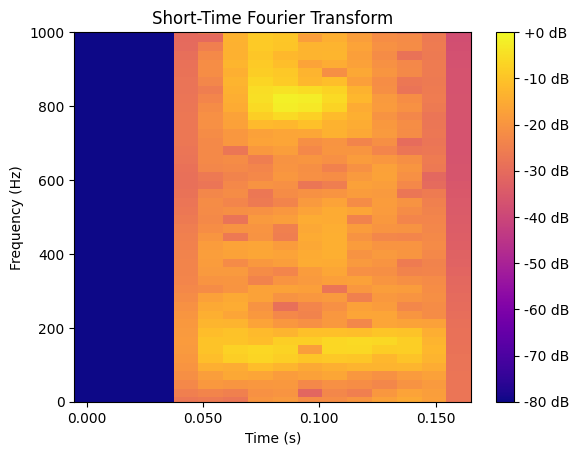 Short-Time Fourier Transform
1000
800
600
400
200
0
Frequency (Hz)
0.000
0.050
0.100
0.150
Time (s)
+0 dB
-10 dB
-20 dB
-30 dB
-40 dB
-50 dB
-60 dB
-70 dB
-80 dB